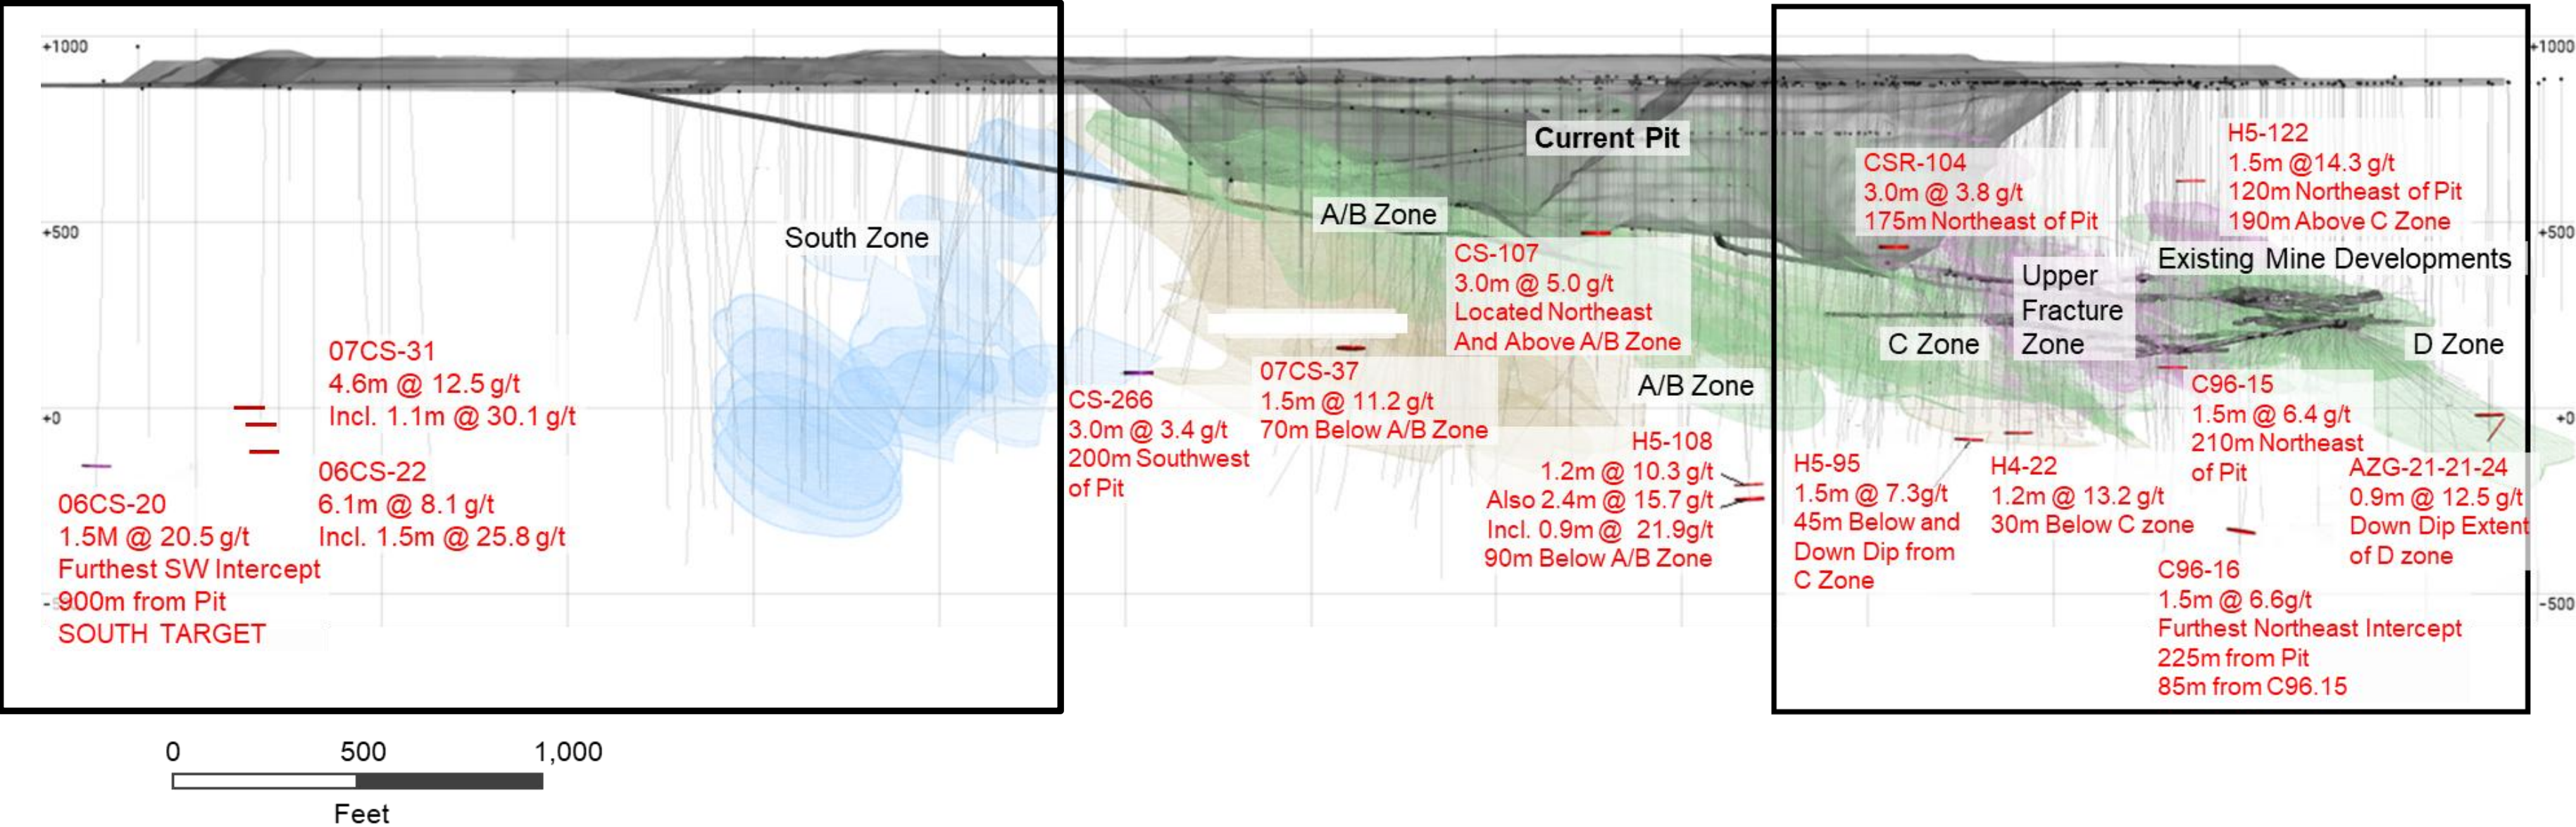 +1000
+500
+0
South Zone
07CS-31
4.6m @ 12.5 g/t
Incl. 1.1m @ 30.1 g/t
06CS-22
6.1m @ 8.1 g/t
Incl. 1.5m @ 25.8 g/t
06CS-20
1.5M @ 20.5 g/t
Furthest SW Intercept
900m from Pit
SOUTH TARGET
Current Pit
A/B Zone
CS-107
3.0m @ 5.0 g/t
Located Northeast
And Above A/B Zone
CS-266
3.0m @ 3.4 g/t
200m Southwest
of Pit
07CS-37
1.5m @ 11.2 g/t
70m Below A/B Zone
A/B Zone
H5-108
1.2m @ 10.3 g/t
Also 2.4m @ 15.7 g/t
Incl. 0.9m @ 21.9g/t
90m Below A/B Zone
CSR-104
3.0m @ 3.8 g/t
175m Northeast of Pit
H5-122
1.5m @14.3 g/t
120m Northeast of Pit
190m Above C Zone
Existing Mine Developments
Upper
Fracture
Zone
C Zone
D Zone
H5-95
1.5m @ 7.3g/t
45m Below and
Down Dip from
C Zone
H4-22
1.2m @ 13.2 g/t
30m Below C zone
C96-15
1.5m @ 6.4 g/t
210m Northeast
of Pit
AZG-21-21-24
0.9m @ 12.5 g/t
Down Dip Extent
of D zone
C96-16
1.5m @ 6.6g/t
Furthest Northeast Intercept
225m from Pit
85m from C96.15
+1000
+500
+0
-500
0 500 1,000
Feet